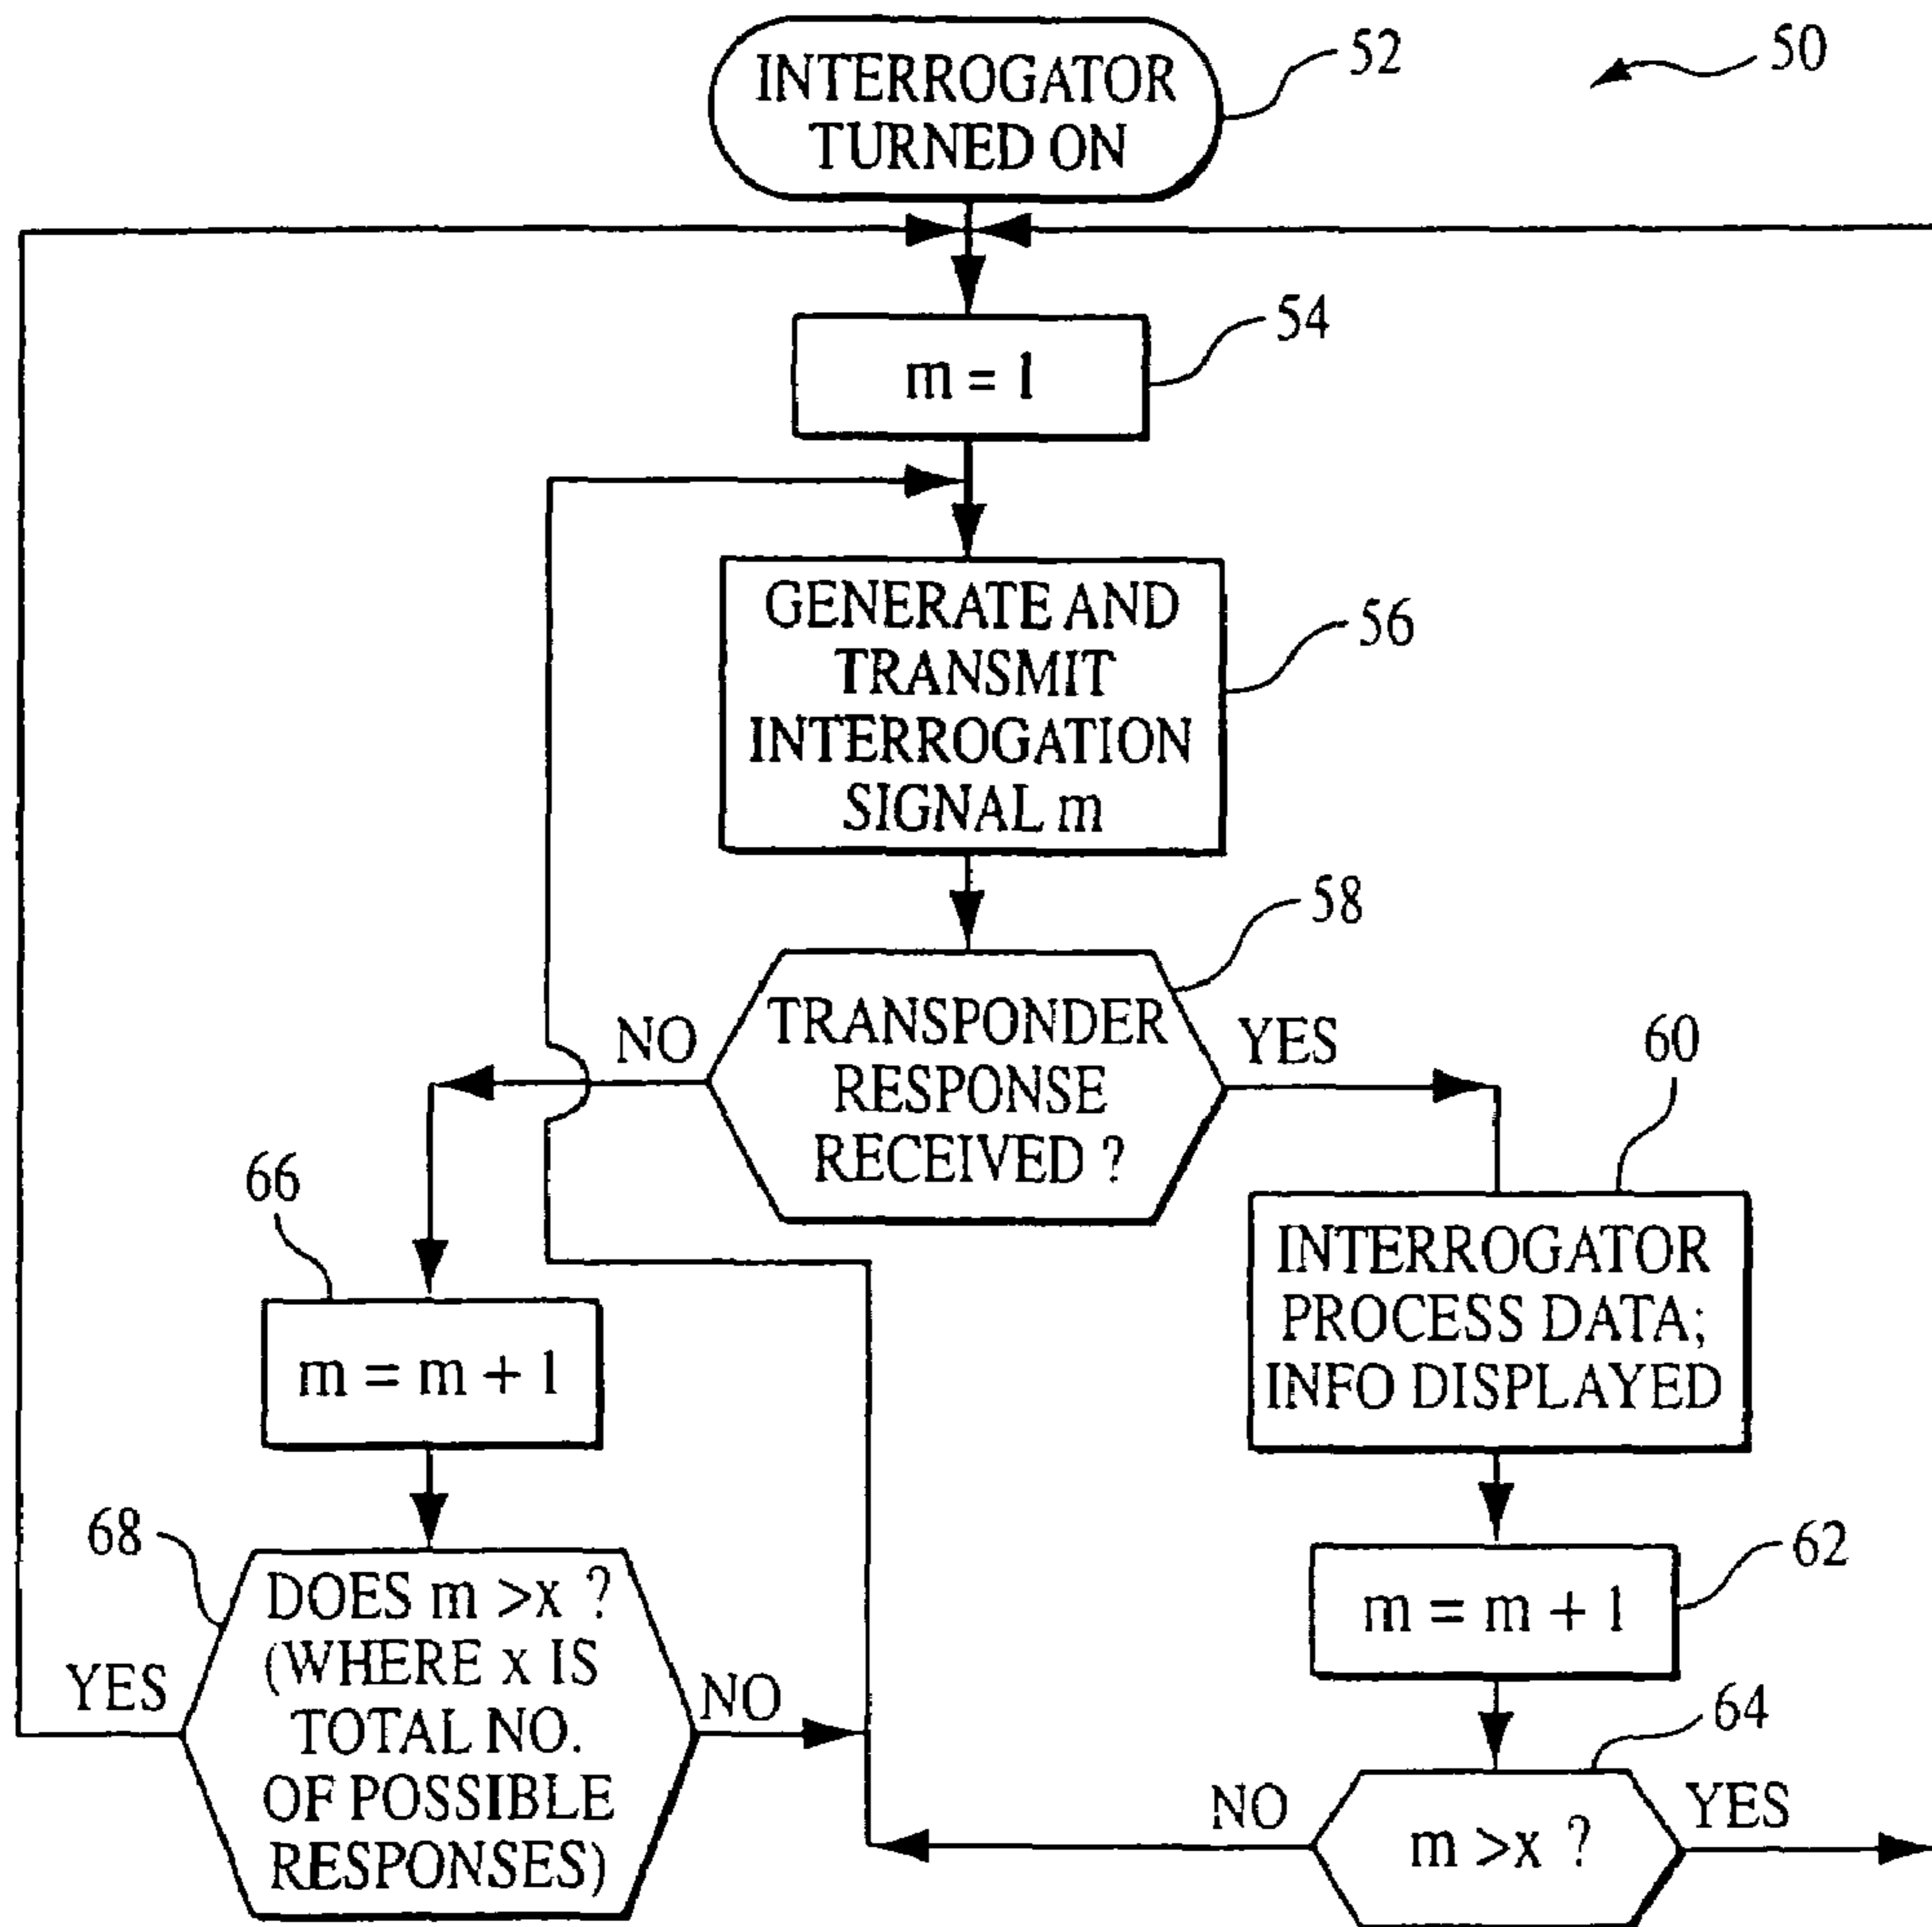 INTERROGATOR
TURNED ON
52
50
m = 1
54
GENERATE AND
TRANSMIT
INTERROGATION
SIGNAL m
56
58
TRANSPONDER
RESPONSE
RECEIVED ?
NO
YES
60
INTERROGATOR
PROCESS DATA;
INFO DISPLAYED
66
m = m + 1
62
m = m + 1
68
DOES m >x ?
(WHERE x IS
TOTAL NO.
OF POSSIBLE
RESPONSES)
YES
NO
64
m >x ?
NO
YES